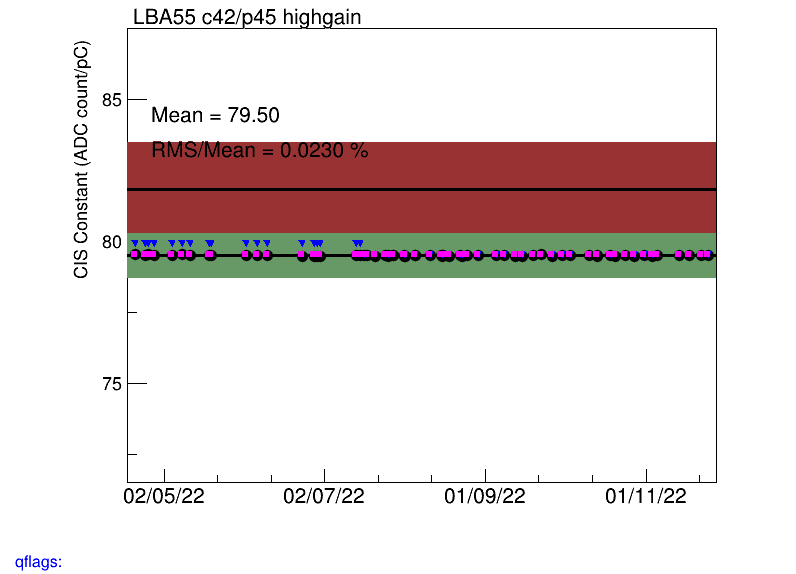 LBA55 c42/p45 highgain
CIS Constant (ADC count/pC)
85
Mean = 79.50
RMS/Mean = 0.0230 %
80
75
02/05/22 02/07/22 01/09/22 01/11/22
qflags: